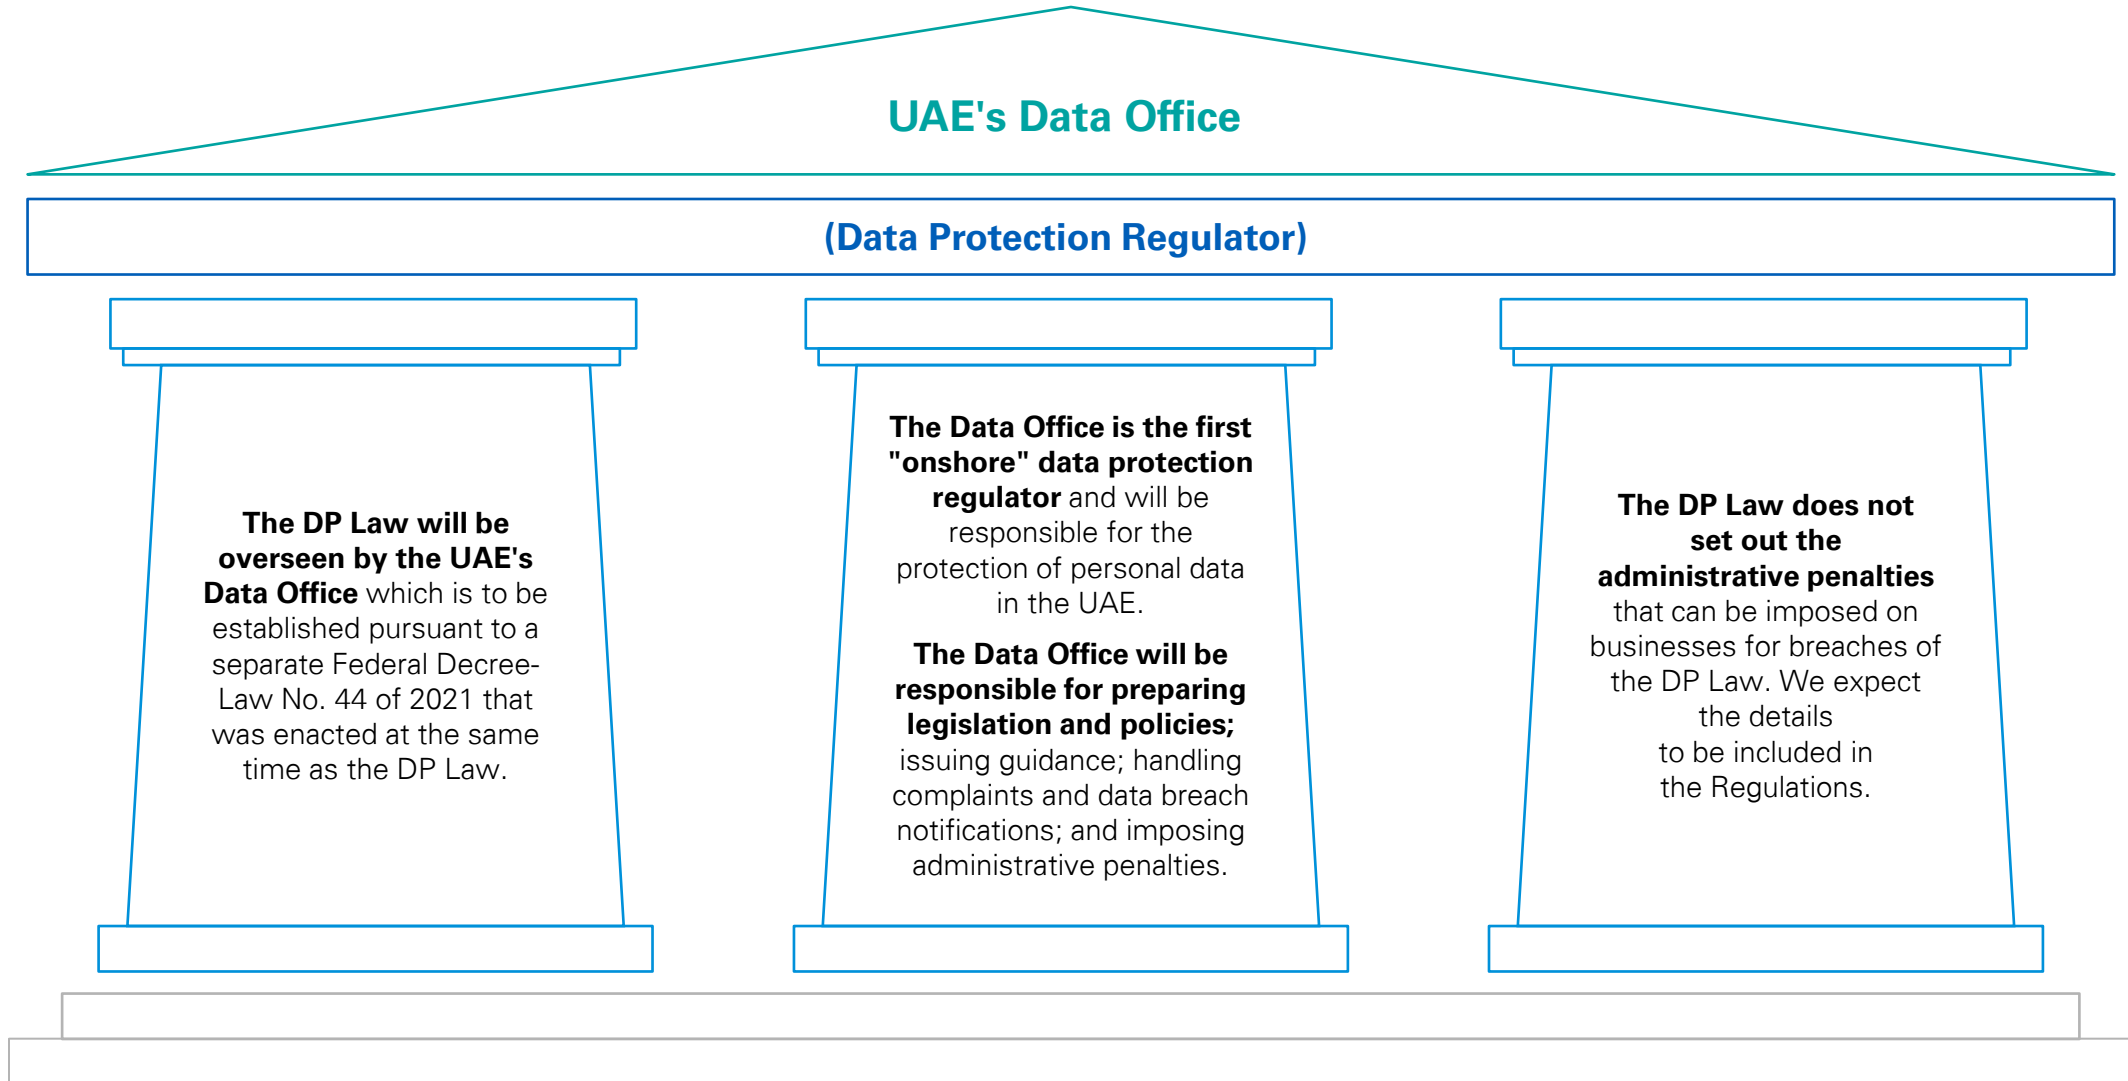 UAE's Data Office
(Data Protection Regulator)
The DP Law will be
overseen by the UAE's
Data Office which is to be
established pursuant to a
separate Federal Decree-
Law No. 44 of 2021 that
was enacted at the same
time as the DP Law.
The Data Office is the first
"onshore" data protection
regulator and will be
responsible for the
protection of personal data
in the UAE.
The Data Office will be
responsible for preparing
legislation and policies;
issuing guidance; handling
complaints and data breach
notifications; and imposing
administrative penalties.
The DP Law does not
set out the
administrative penalties
that can be imposed on
businesses for breaches of
the DP Law. We expect
the details
to be included in
the Regulations.